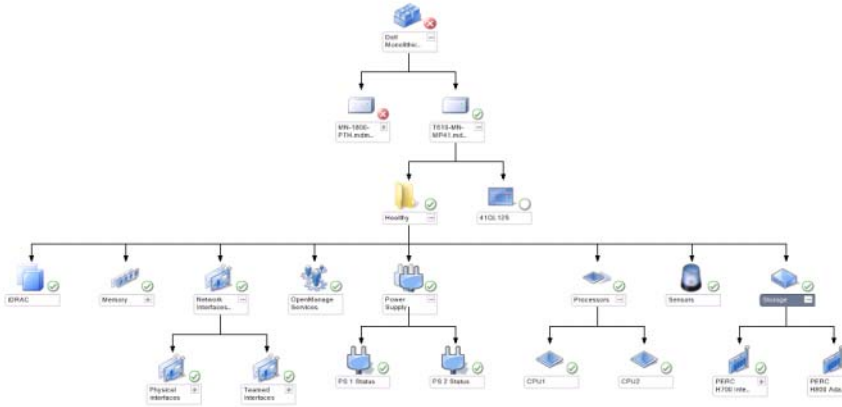 Dell
Monolithic..
MN-1800-
FTH.mdm..
T610-MN-
MP41.md..
Healthy
iDRAC
Memory
Network
Interfaces..
OpenManage
Services
Power
Supply
Processors
Sensors
Storage
Physical
Interfaces
Teamed
Interfaces
PS 1 Status
PS 2 Status
CPU1
CPU2
PERC
H700 Inte..
PERC
H800 Ada